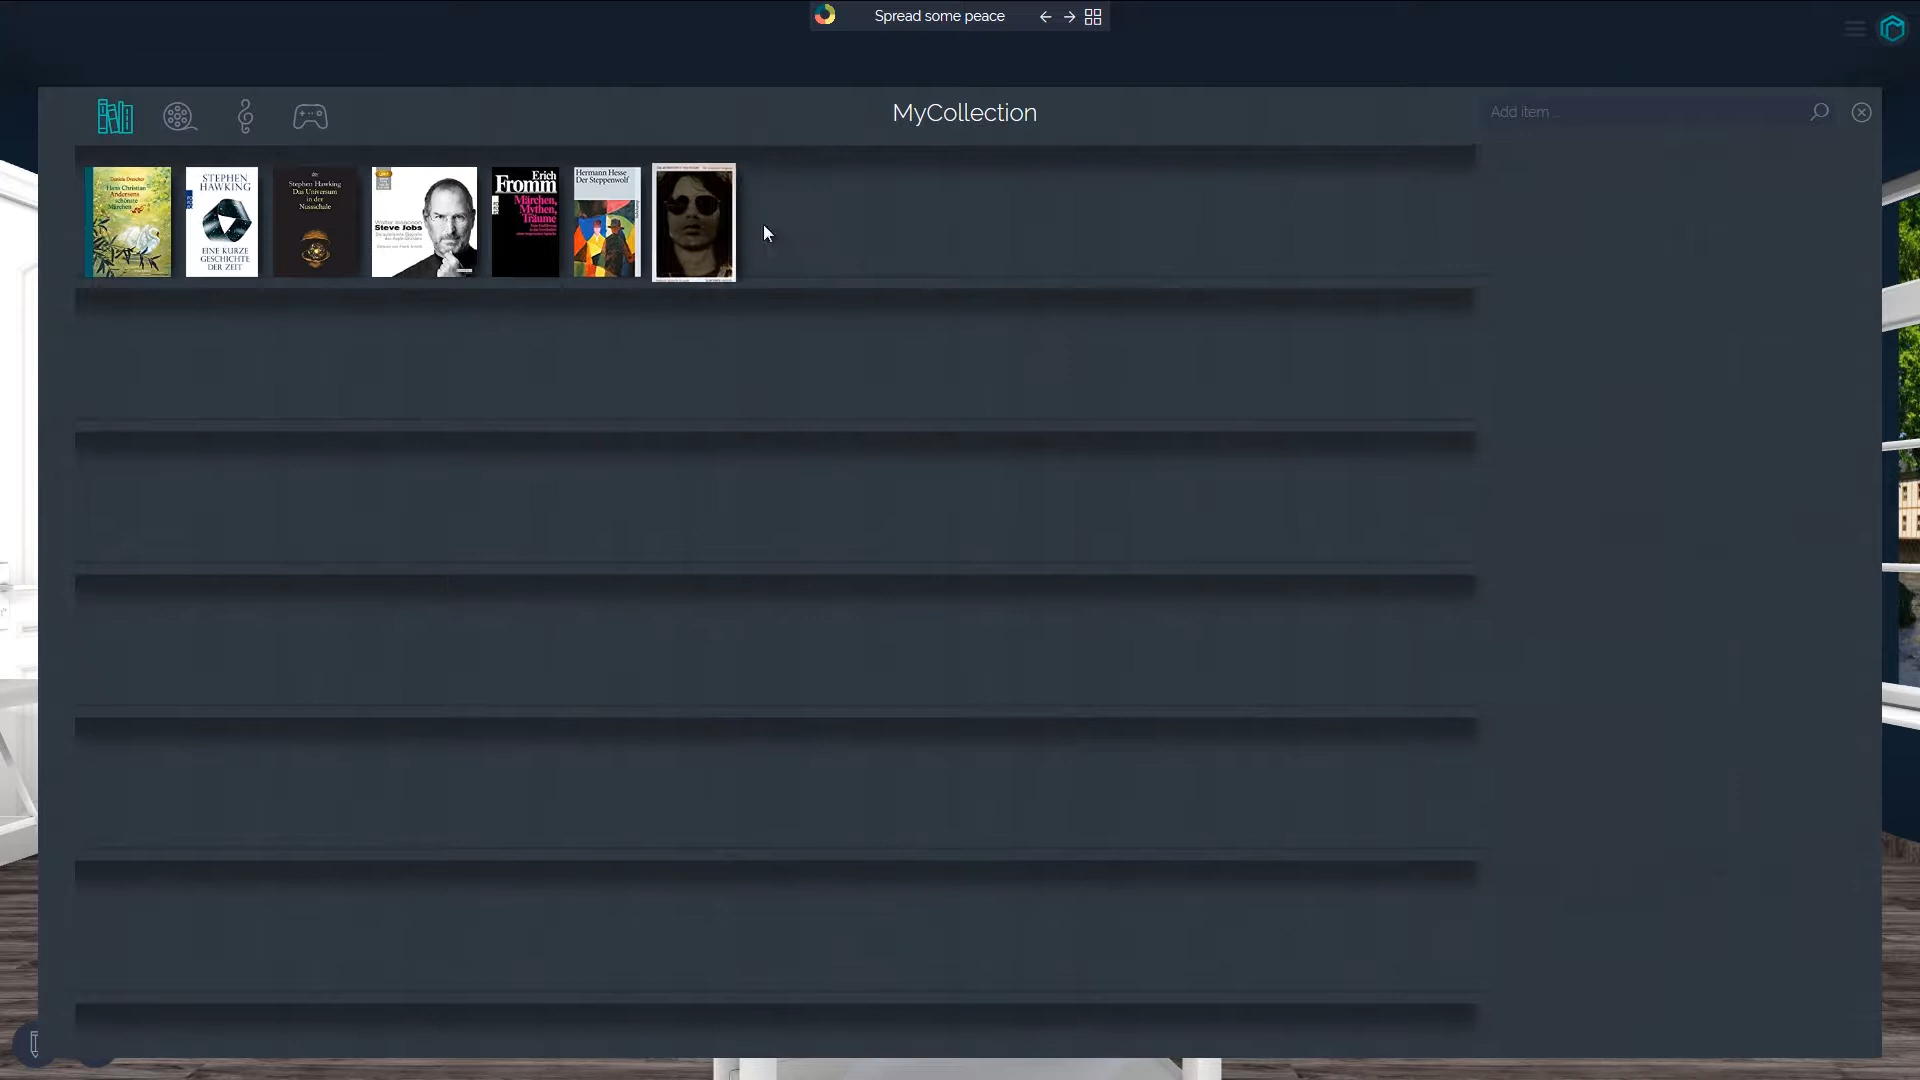 Spread some peace
MyCollection
Add item ...
Daniela Drescher
Hans Christian
Andersens
schönste
Märchen
STEPHEN
HAWKING
EINE KURZE
GESCHICHTE
DER ZEIT
Stephen Hawking
Das Universum
in der
Nussschale
Walter Isaacson
Steve Jobs
Erich
Fromm
Märchen,
Mythen,
Träume
Hermann Hesse
Der Steppenwolf